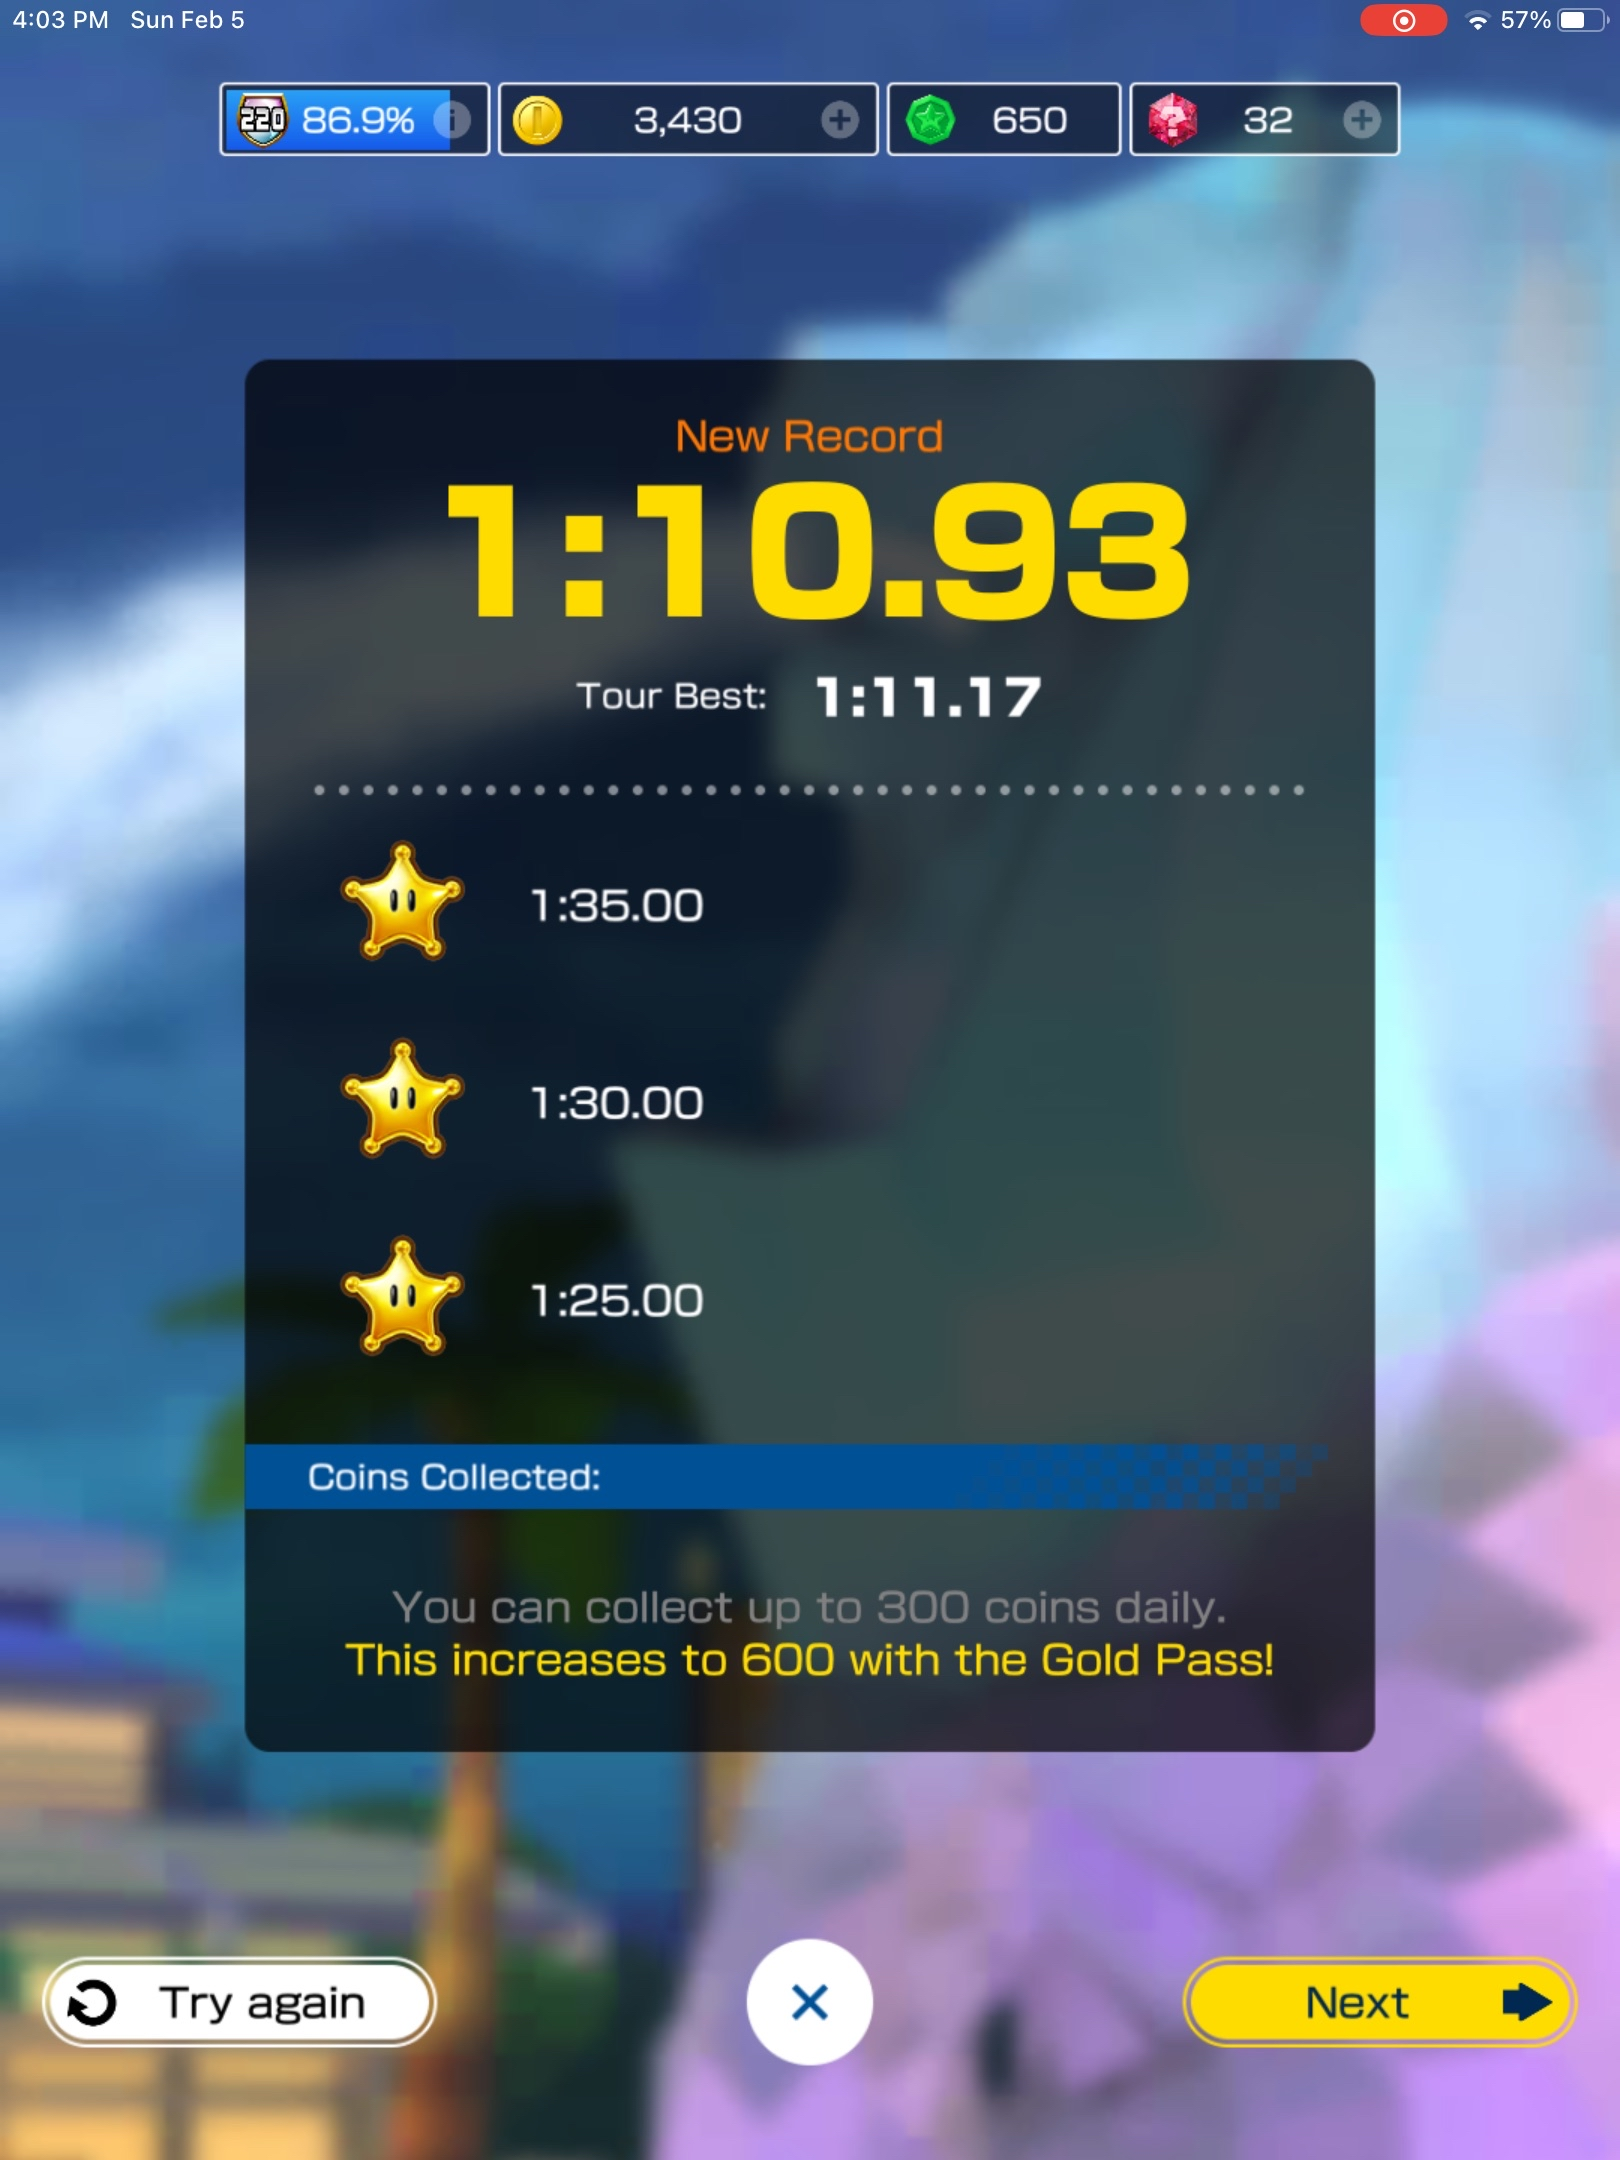 4:03 PM Sun Feb 5 57%
220 86.9% 3,430 650 32
New Record
1:10.93
Tour Best: 1:11.17
1:35.00
1:30.00
1:25.00
Coins Collected:
You can collect up to 300 coins daily.
This increases to 600 with the Gold Pass!
Try again
Next